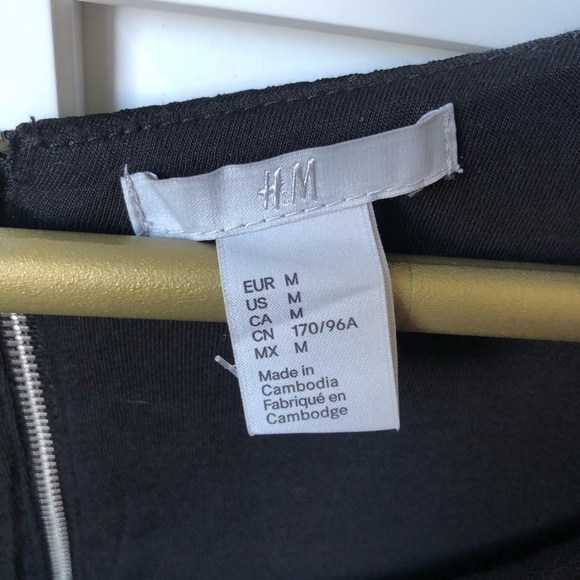 H&M
EUR M
US M
CA M
CN 170/96A
MX M
Made in
Cambodia
Fabriqué en
Cambodge